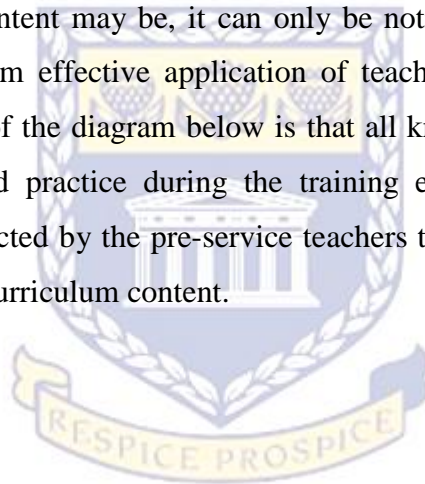 ntent may be, it can only be not
m effective application of teach
f the diagram below is that all k
d practice during the training e
cted by the pre-service teachers t
urriculum content.
RESPICE PROSPICE